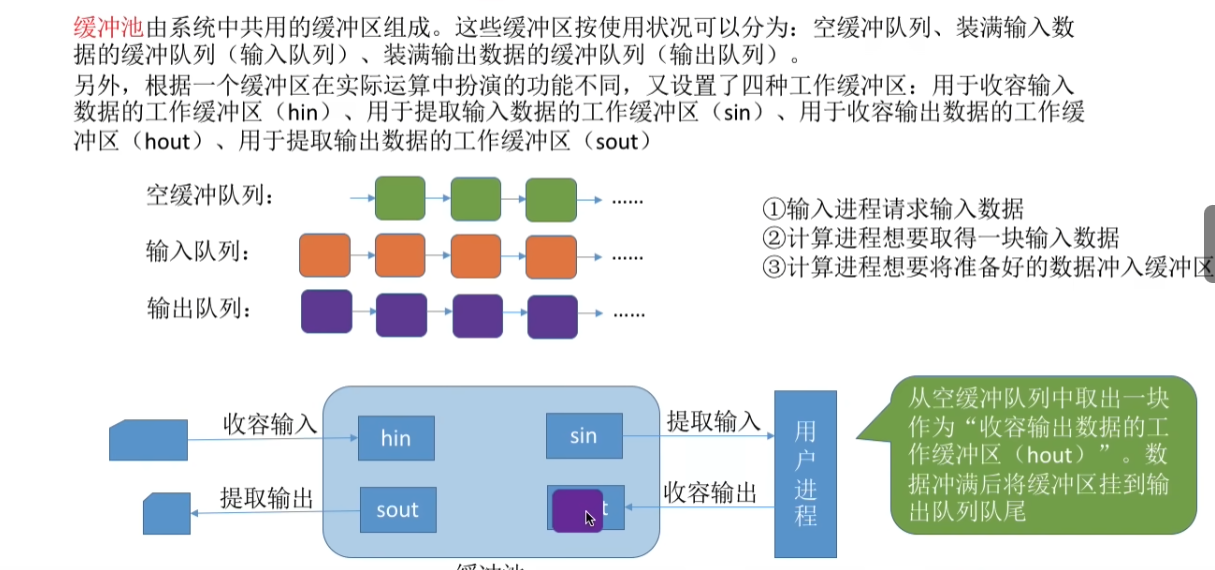 缓冲池由系统中共用的缓冲区组成。这些缓冲区按使用状况可以分为：空缓冲队列、装满输入数
据的缓冲队列（输入队列）、装满输出数据的缓冲队列（输出队列）。
另外，根据一个缓冲区在实际运算中扮演的功能不同，又设置了四种工作缓冲区：用于收容输入
数据的工作缓冲区（hin）、用于提取输入数据的工作缓冲区（sin）、用于收容输出数据的工作缓
冲区（hout）、用于提取输出数据的工作缓冲区（sout）
空缓冲队列：
......
输入队列：
......
输出队列：
......
①输入进程请求输入数据
②计算进程想要取得一块输入数据
③计算进程想要将准备好的数据冲入缓冲区
收容输入
hin
sin
提取输入
提取输出
sout
t
收容输出
用户进程
从空缓冲队列中取出一块
作为“收容输出数据的工
作缓冲区（hout）”。数
据冲满后将缓冲区挂到输
出队列队尾